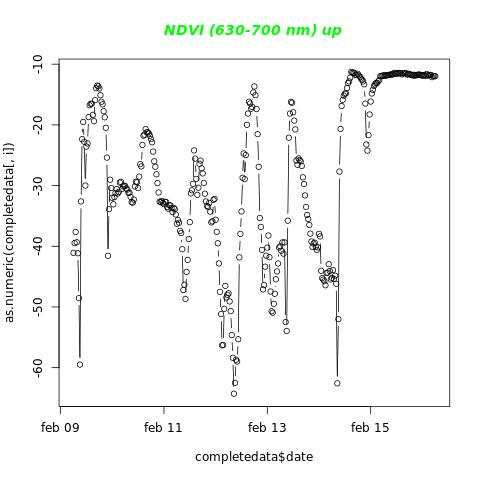 NDVI (630-700 nm) up
as.numeric(completedata[, i])
-10
-20
-30
-40
-50
-60
feb 09
feb 11
feb 13
feb 15
completedata$date